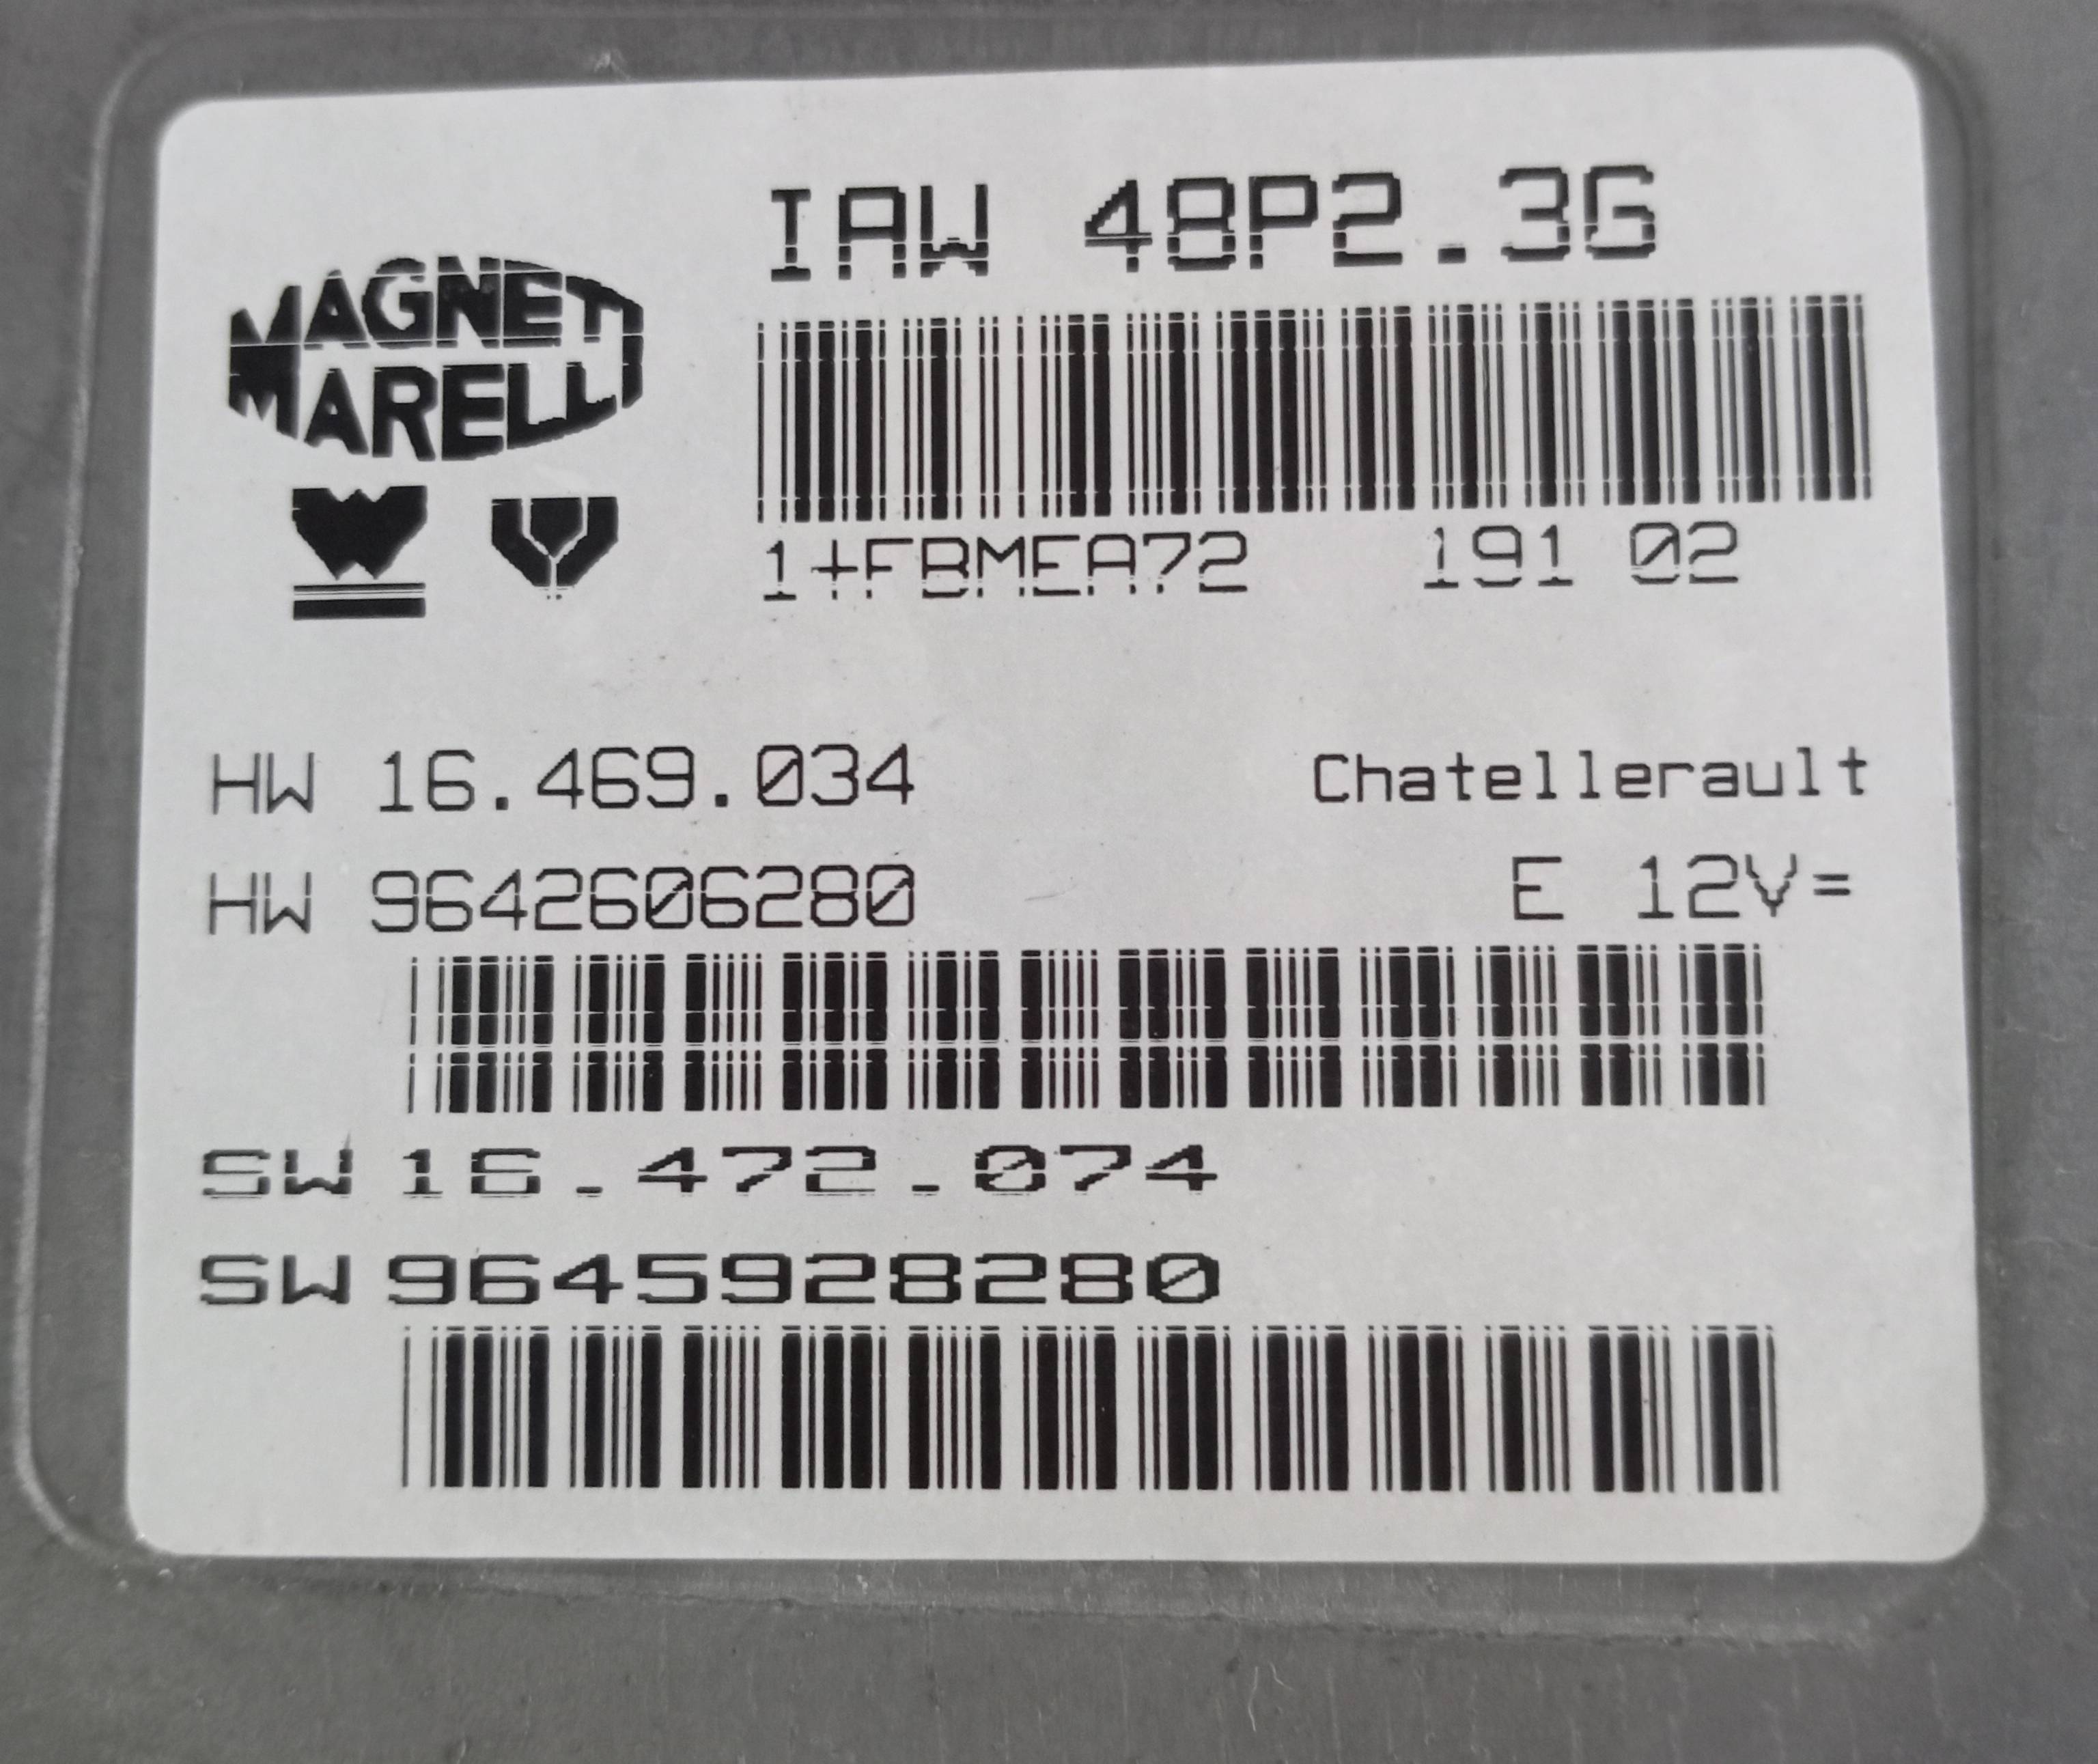 IAW 48P2.3G
MAGNETI
MARELLI
1+FBMEA72 191 02
HW 16.469.034 Chatellerault
HW 9642606280 E 12V=
SW 16.472.074
SW 9645928280